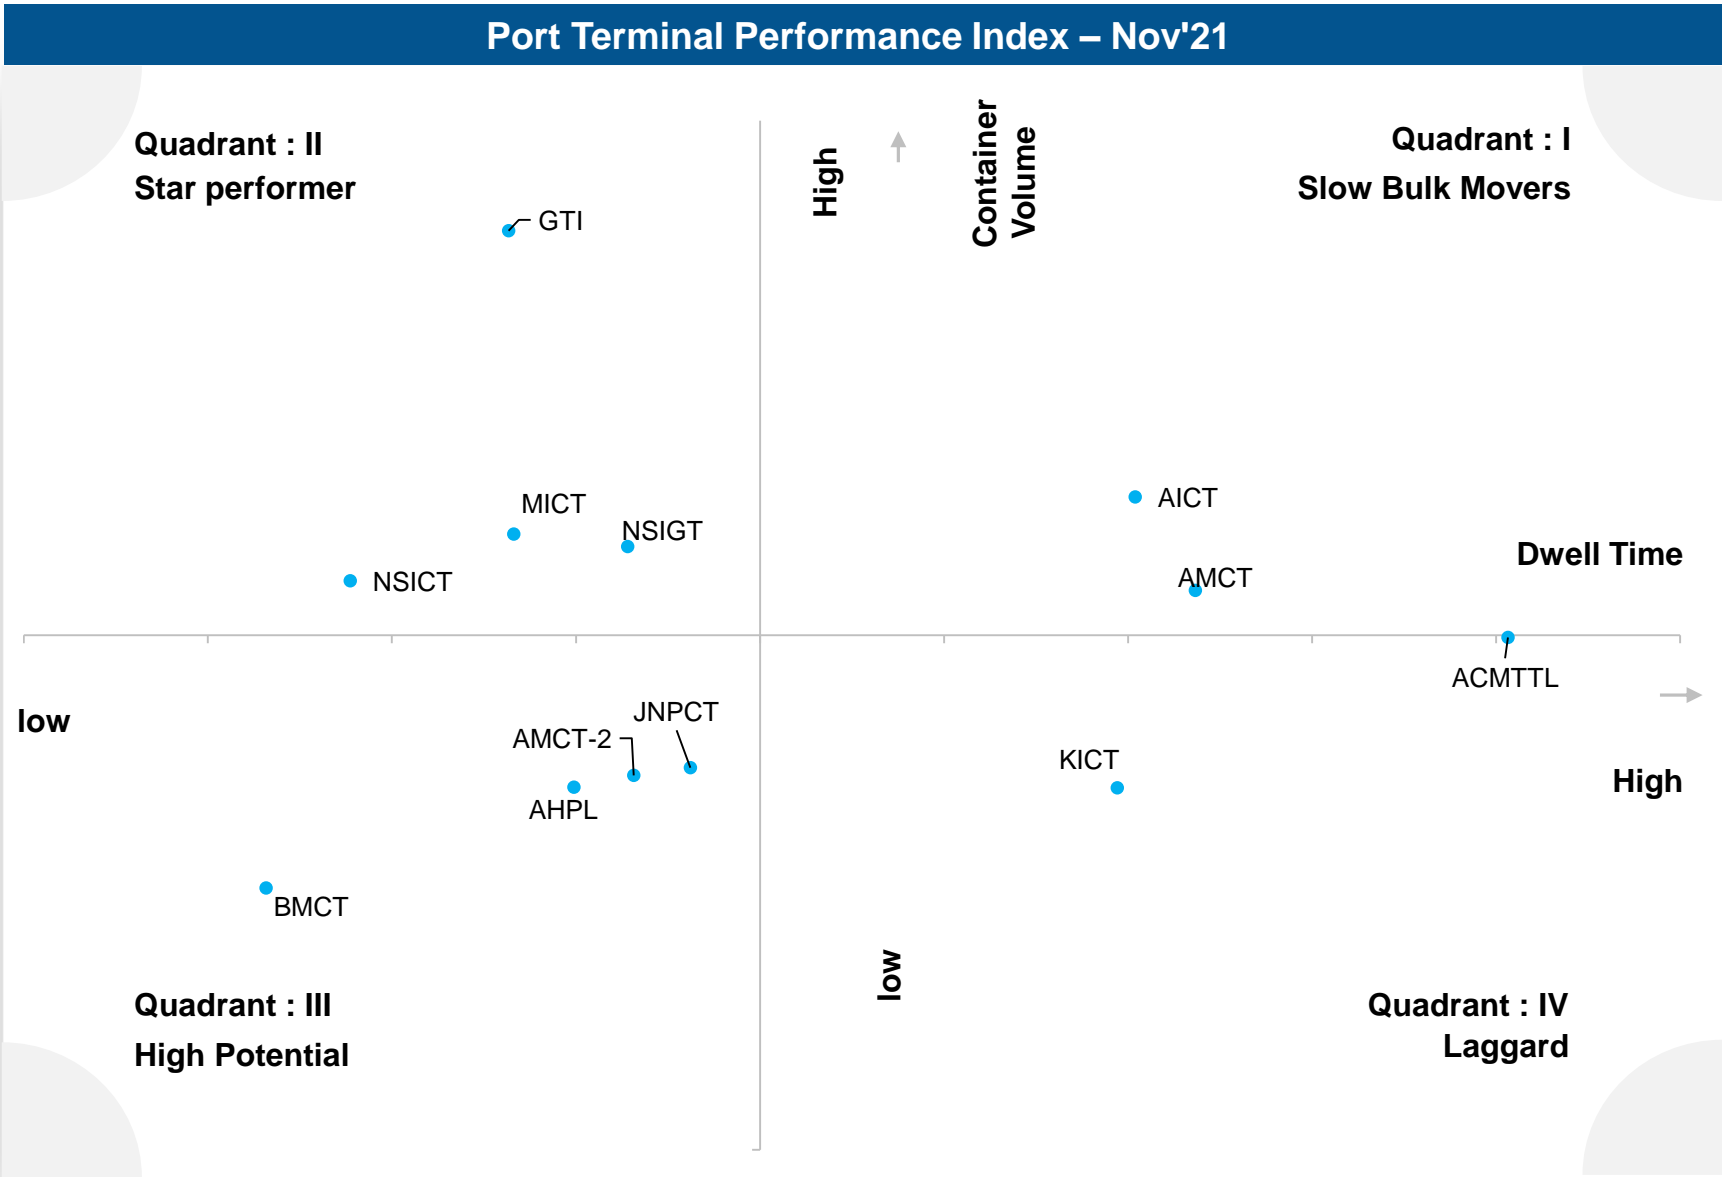 Port Terminal Performance Index – Nov'21
Quadrant : II
Star performer
High
Container
Volume
Quadrant : I
Slow Bulk Movers
GTI
MICT
NSIGT
NSICT
AICT
AMCT
Dwell Time
ACMTTL
low
JNPCT
AMCT-2
AHPL
KICT
High
BMCT
low
Quadrant : III
High Potential
Quadrant : IV
Laggard